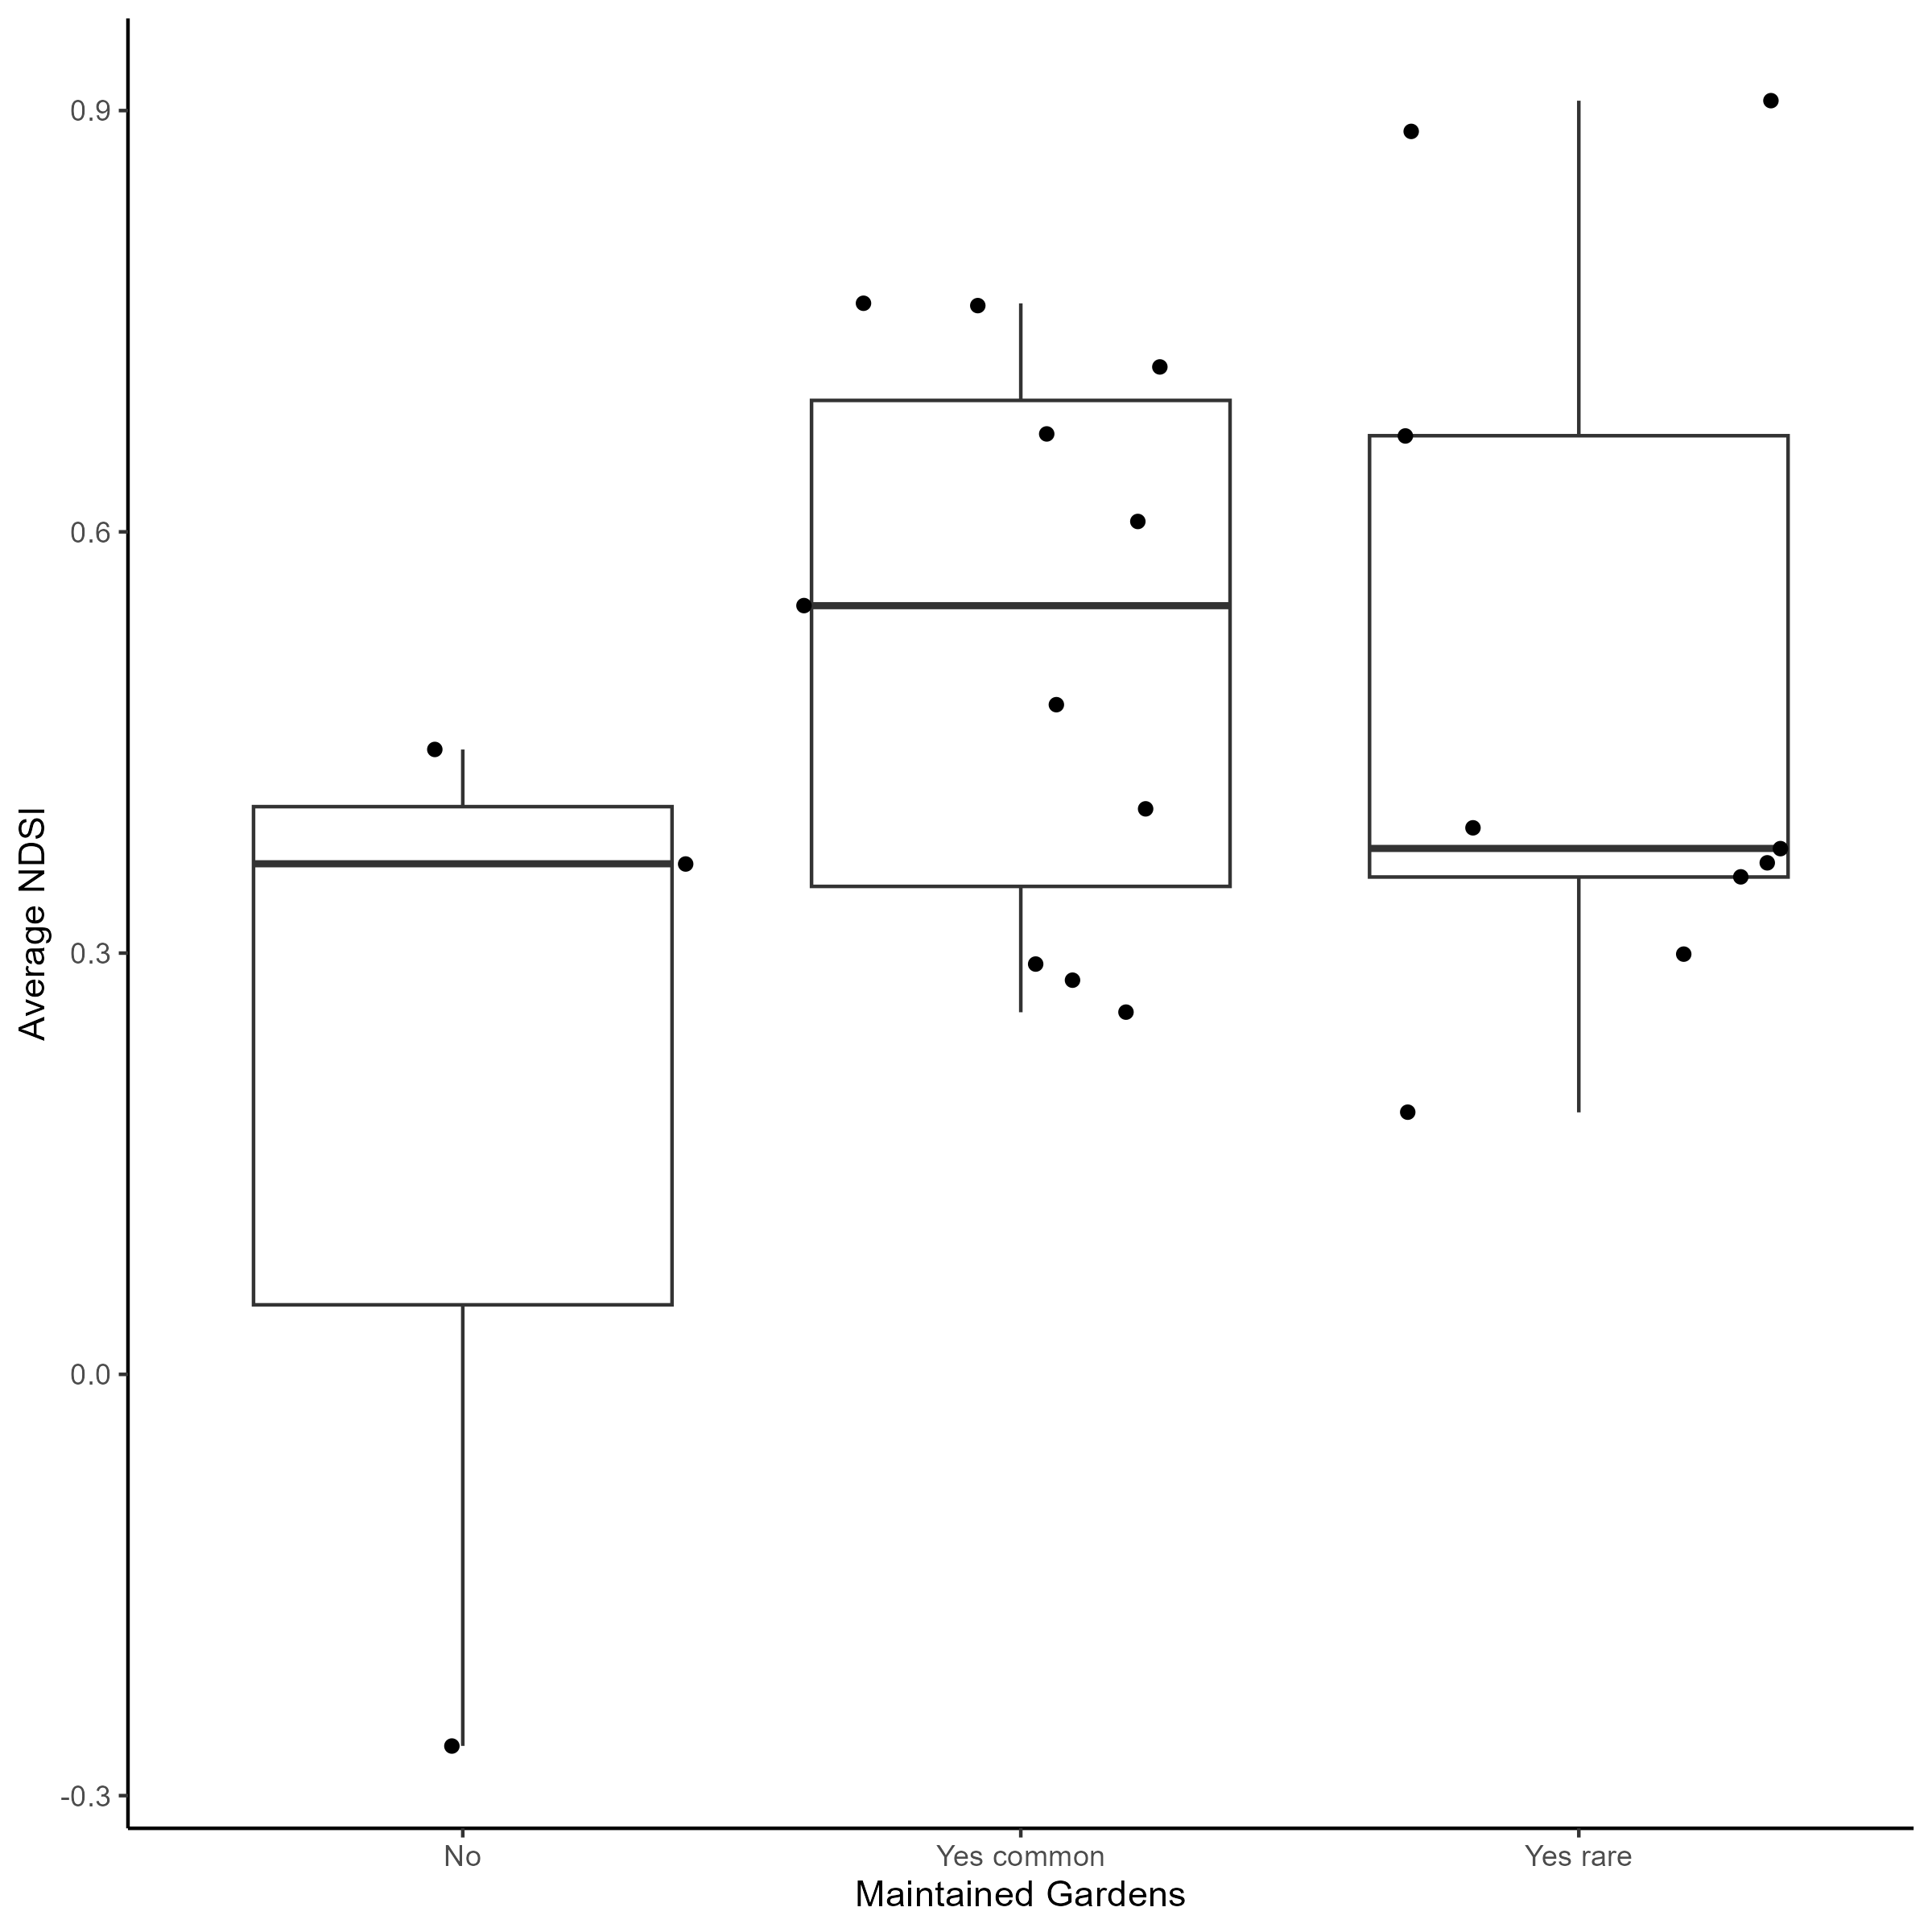 Average NDSI
0.9
0.6
0.3
0.0
-0.3
No
Yes common
Yes rare
Maintained Gardens